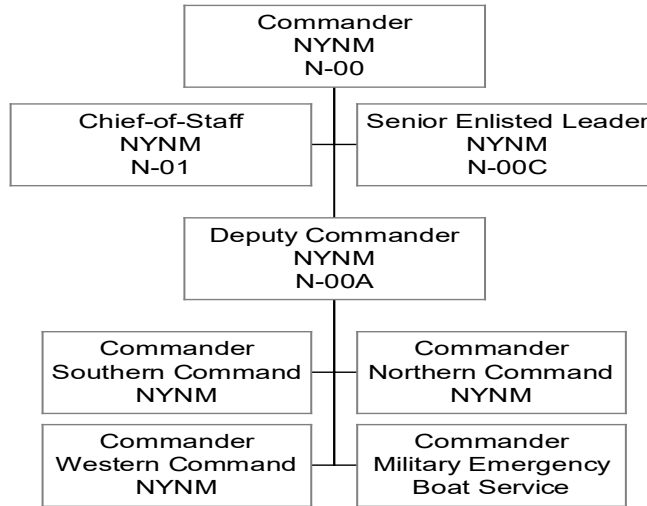 Commander
NYNM
N-00
Chief-of-Staff
NYNM
N-01
Senior Enlisted Leader
NYNM
N-00C
Deputy Commander
NYNM
N-00A
Commander
Southern Command
NYNM
Commander
Northern Command
NYNM
Commander
Western Command
NYNM
Commander
Military Emergency
Boat Service